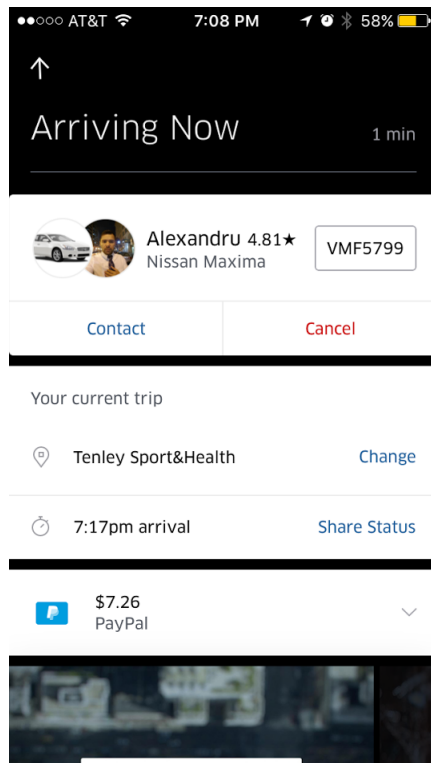 AT&T 7:08 PM 58%
Arriving Now 1 min
Alexandru 4.81★ VMF5799
Nissan Maxima
Contact Cancel
Your current trip
Tenley Sport&Health Change
7:17pm arrival Share Status
$7.26
PayPal